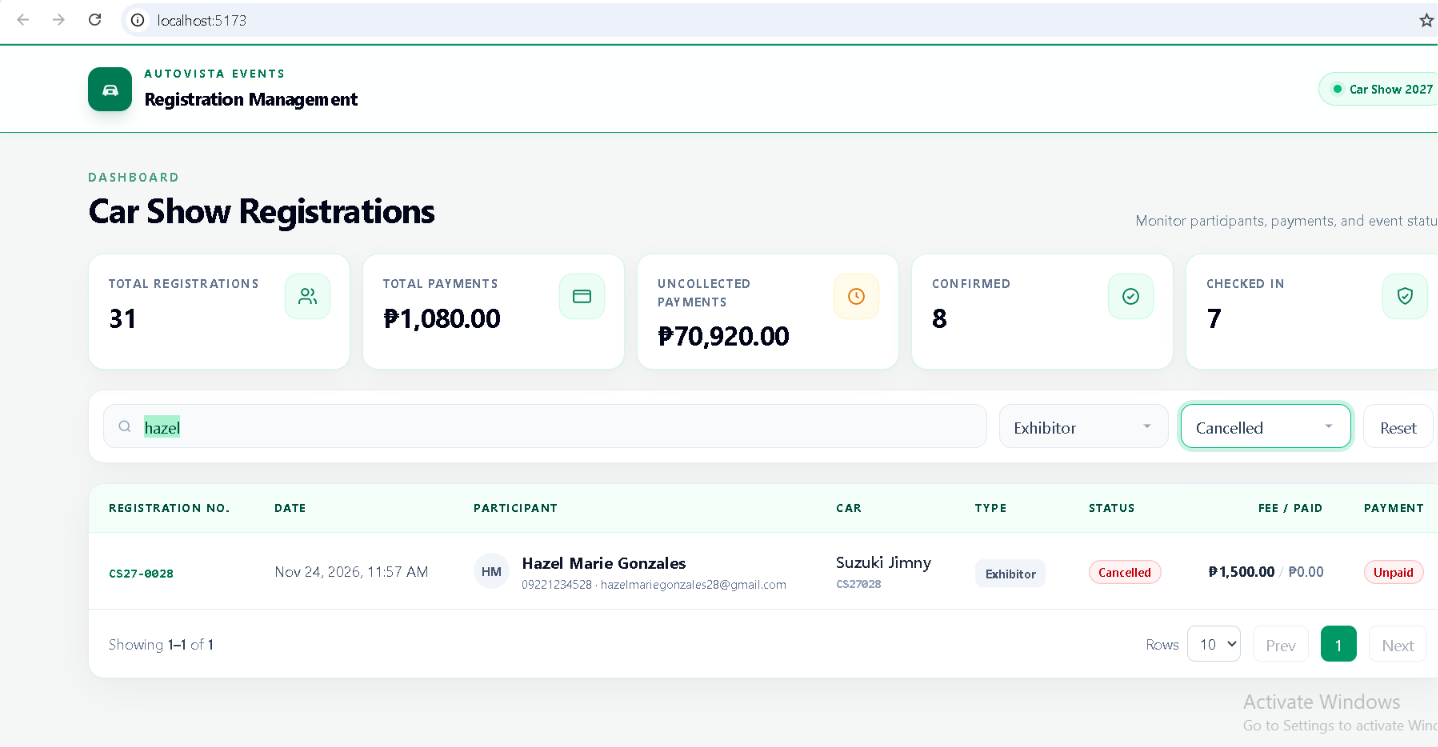 localhost:5173
AUTOVISTA EVENTS
Registration Management
Car Show 2027
DASHBOARD
Car Show Registrations
Monitor participants, payments, and event statu
TOTAL REGISTRATIONS
31
TOTAL PAYMENTS
₱1,080.00
UNCOLLECTED
PAYMENTS
₱70,920.00
CONFIRMED
8
CHECKED IN
7
hazel
Exhibitor
Cancelled
Reset
REGISTRATION NO. DATE PARTICIPANT CAR TYPE STATUS FEE / PAID PAYMENT
CS27-0028 Nov 24, 2026, 11:57 AM HM Hazel Marie Gonzales Suzuki Jimny Exhibitor Cancelled ₱1,500.00 / ₱0.00 Unpaid
09221234528 · hazelmariegonzales28@gmail.com CS27028
Showing 1–1 of 1 Rows 10 Prev 1 Next
Activate Windows
Go to Settings to activate Winc